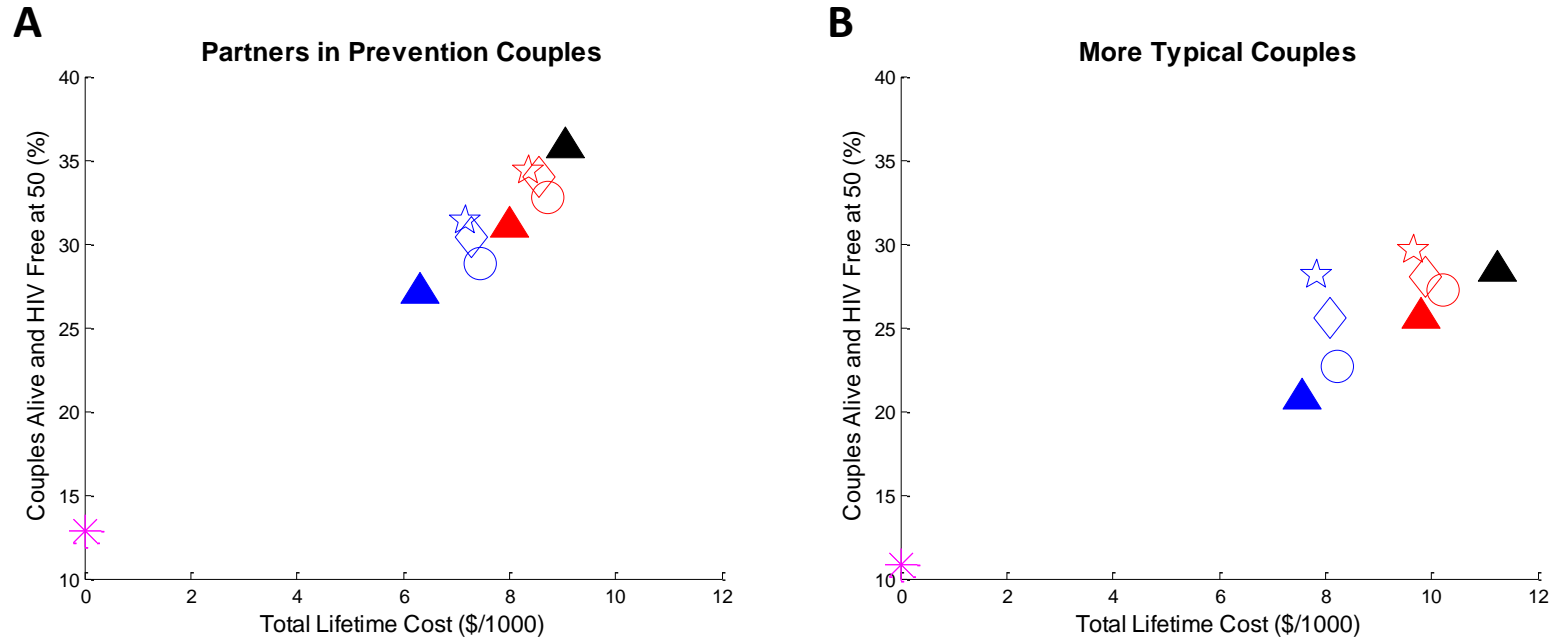 A
Partners in Prevention Couples
Couples Alive and HIV Free at 50 (%)
40
35
30
25
20
15
10
0 2 4 6 8 10 12
Total Lifetime Cost ($/1000)
B
More Typical Couples
Couples Alive and HIV Free at 50 (%)
40
35
30
25
20
15
10
0 2 4 6 8 10 12
Total Lifetime Cost ($/1000)